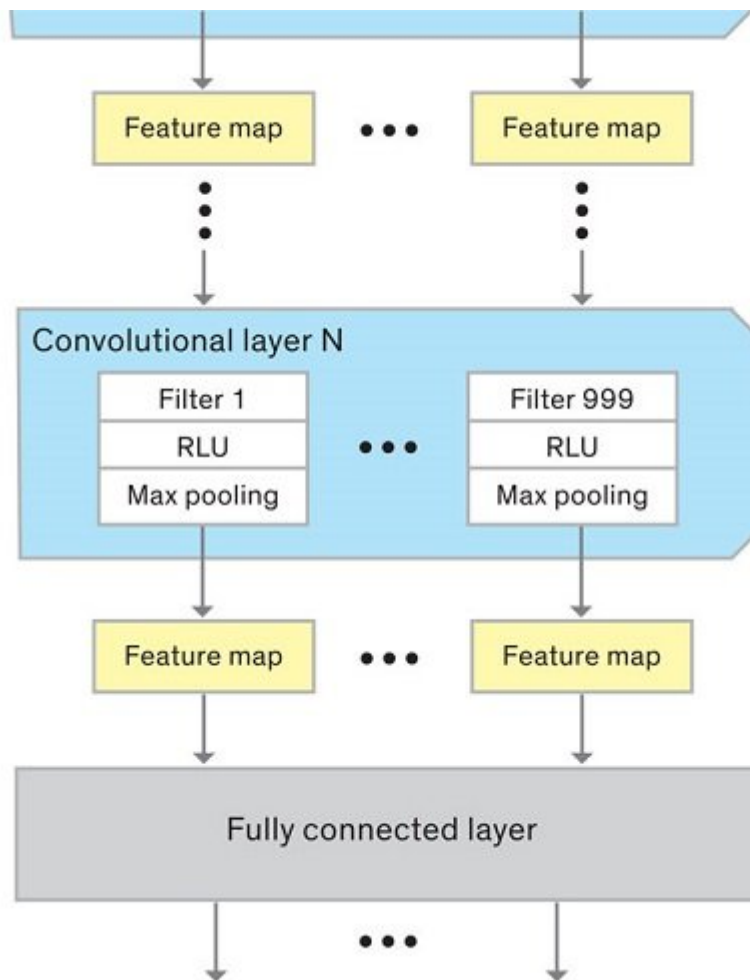 Feature map
Feature map
Convolutional layer N
Filter 1
Filter 999
RLU
RLU
Max pooling
Max pooling
Feature map
Feature map
Fully connected layer